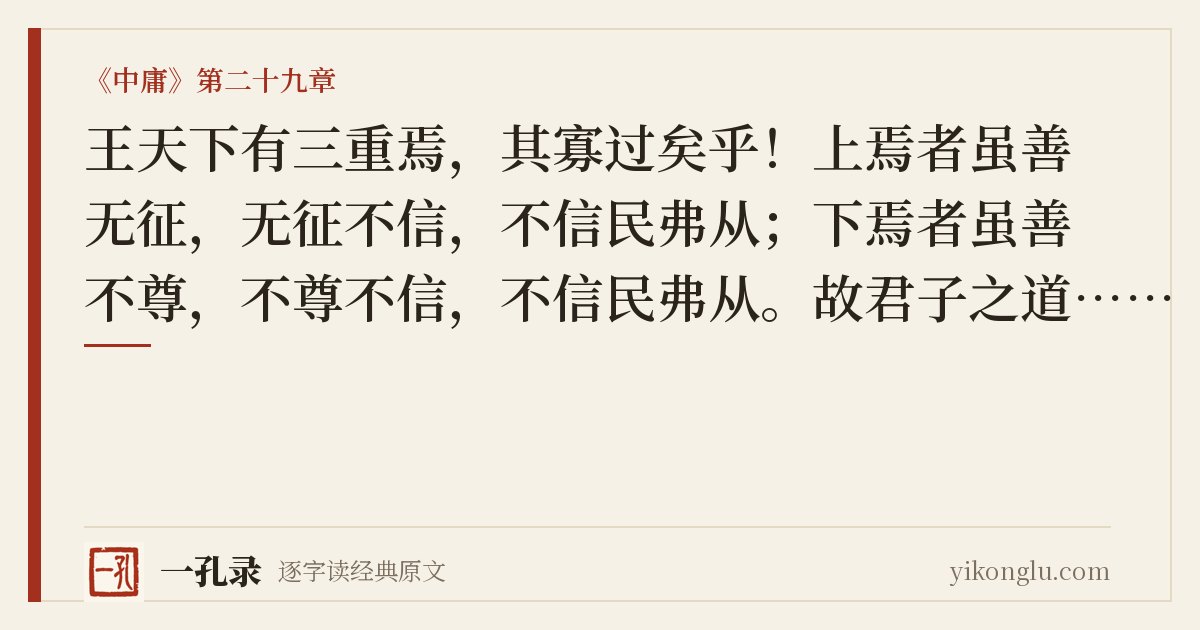 《中庸》第二十九章
王天下有三重焉，其寡过矣乎！上焉者虽善
无征，无征不信，不信民弗从；下焉者虽善
不尊，不尊不信，不信民弗从。故君子之道……
一孔
一孔录 逐字读经典原文 yikonglu.com